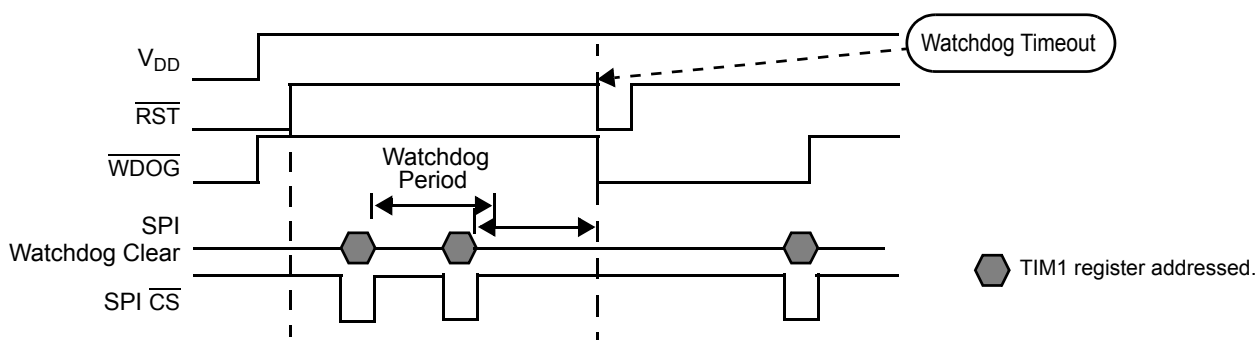 Watchdog Timeout
VDD
RST
WDOG
Watchdog
Period
SPI
Watchdog Clear
TIM1 register addressed.
SPI CS